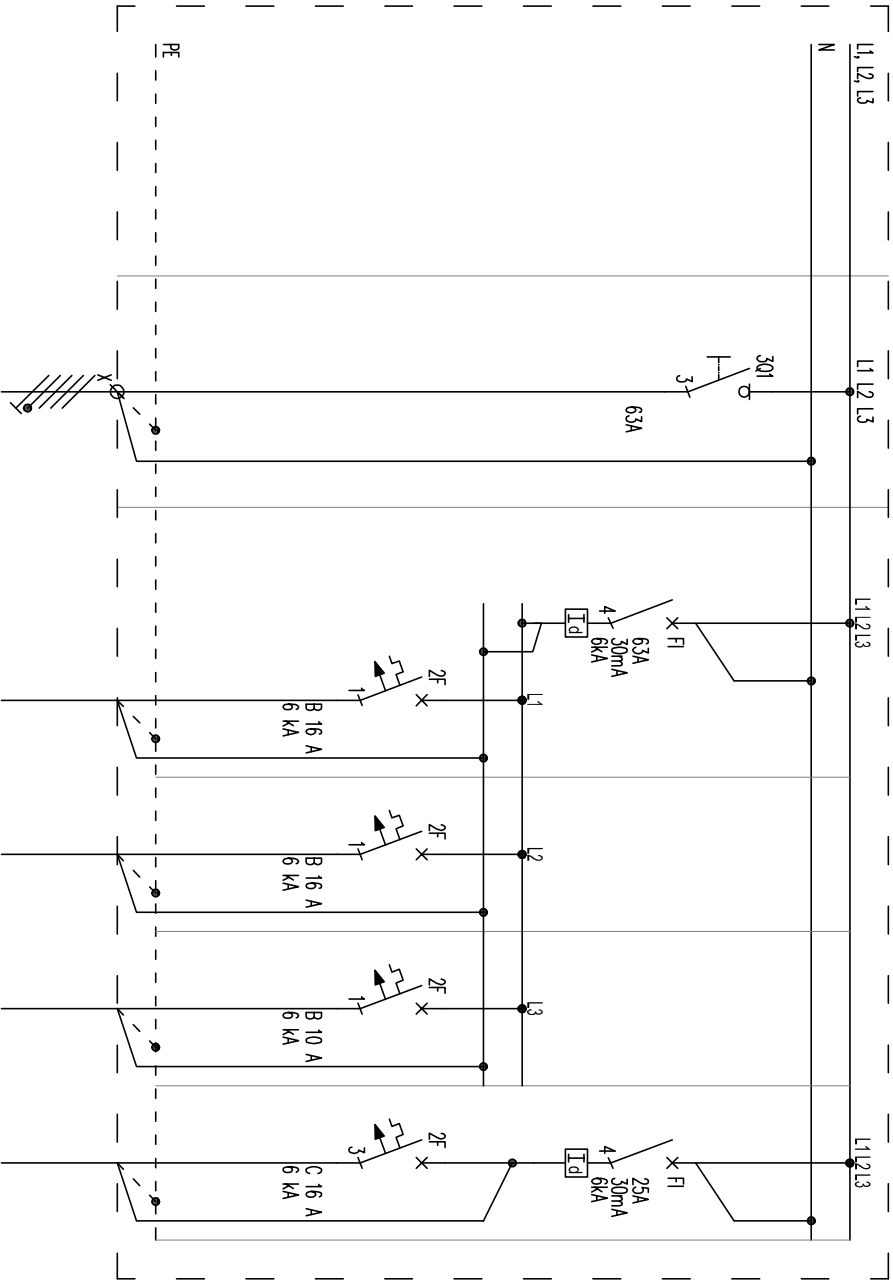 L1, L2, L3
N
PE
L1 L2 L3
3Q1
3
63A
X
L1 L2 L3
FI
4
63A
30mA
6kA
Id
L1
2F
1
B 16 A
6 kA
L2
2F
1
B 16 A
6 kA
L3
2F
1
B 10 A
6 kA
L1 L2 L3
FI
4
25A
30mA
6kA
Id
2F
3
C 16 A
6 kA